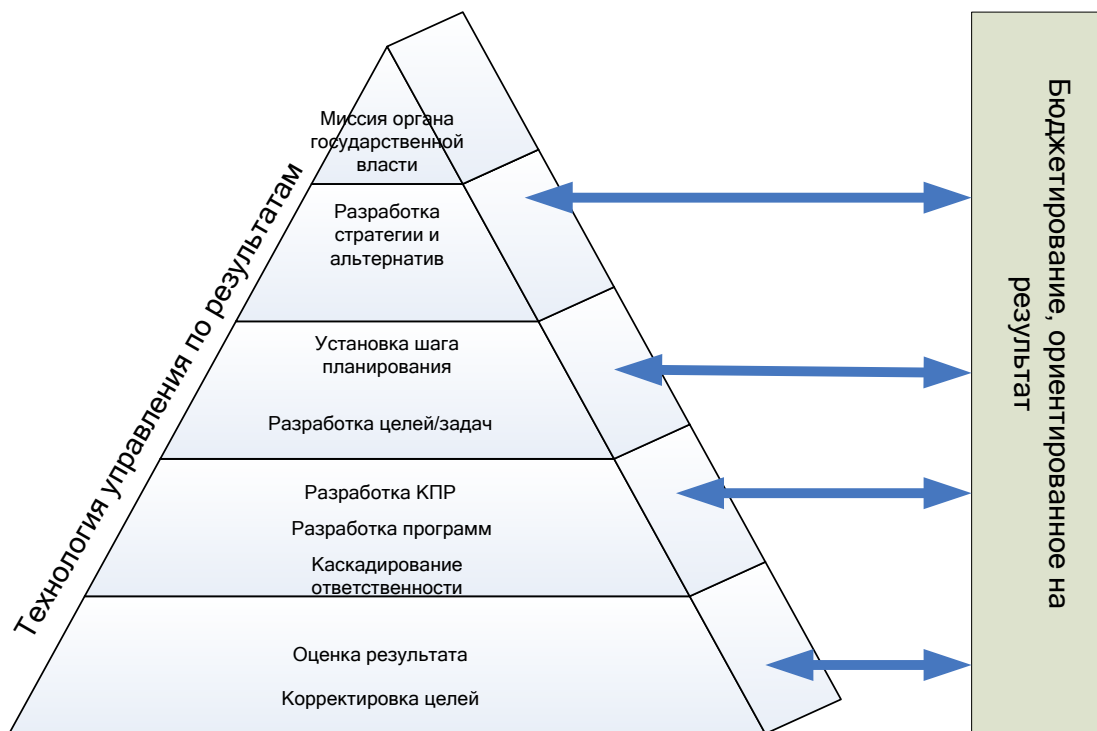 Технология управления по результатам
Миссия органа
государственной
власти
Разработка
стратегии и
альтернатив
Установка шага
планирования
Разработка целей/задач
Разработка КПР
Разработка программ
Каскадирование
ответственности
Оценка результата
Корректировка целей
Бюджетирование, ориентированное на
результат